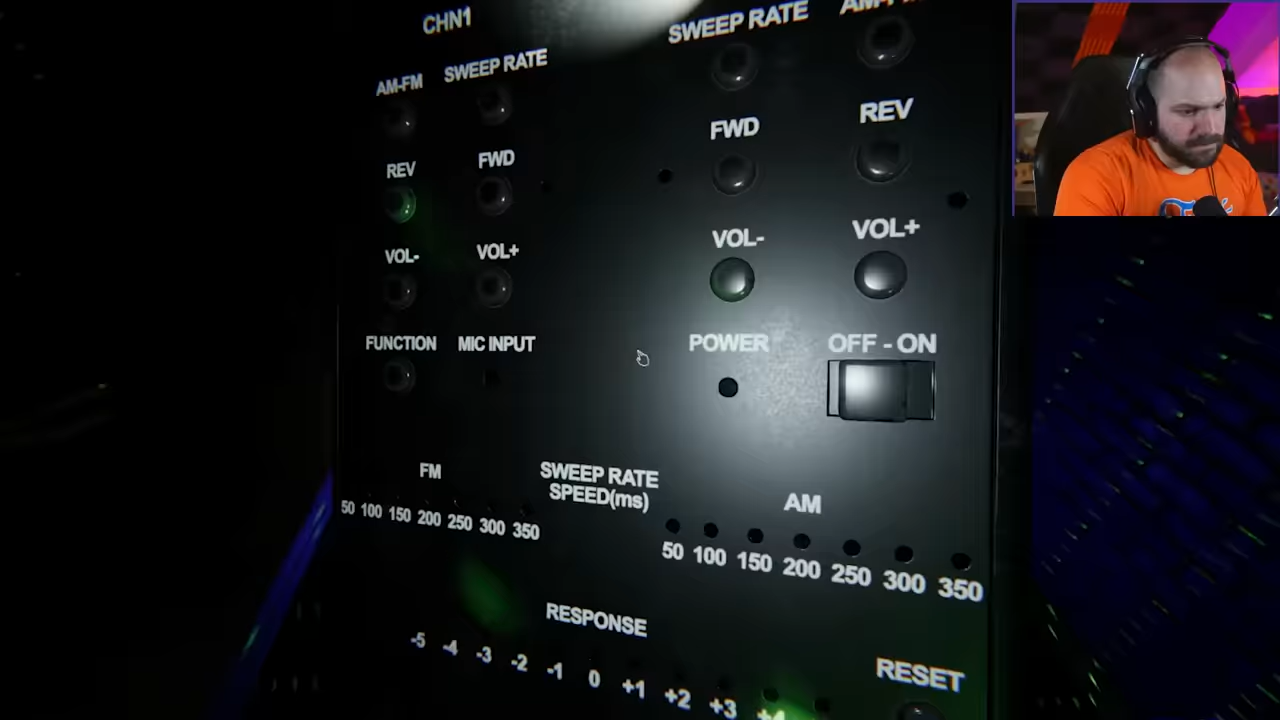 CHN1
AM-FM SWEEP RATE
REV FWD
VOL- VOL+
FUNCTION MIC INPUT
SWEEP RATE
FWD REV
VOL- VOL+
POWER OFF - ON
FM
50 100 150 200 250 300 350
SWEEP RATE
SPEED(ms)
AM
50 100 150 200 250 300 350
RESPONSE
-5 -4 -3 -2 -1 0 +1 +2 +3 +4
RESET